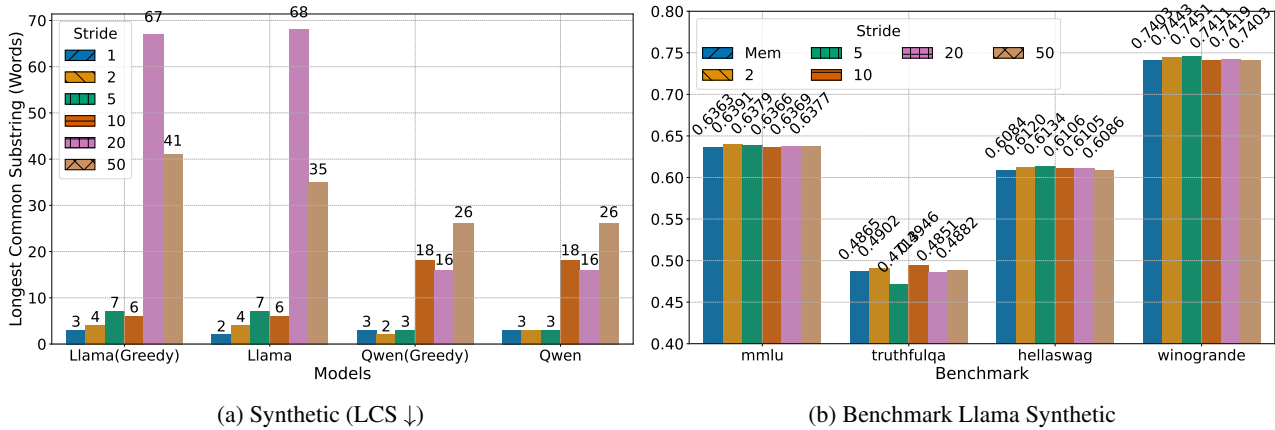 Longest Common Substring (Words)
70
60
50
40
30
20
10
0
Stride
1
2
5
10
20
50
3 4 7 6 67 41
2 4 7 6 68 35
3 2 3 18 16 26
3 3 3 18 16 26
Llama(Greedy) Llama Qwen(Greedy) Qwen
Models
(a) Synthetic (LCS ↓)
0.80
0.75
0.70
0.65
0.60
0.55
0.50
0.45
0.40
Stride
Mem 5 20 50
2 10
0.6363 0.6391 0.6379 0.6366 0.6369 0.6377
0.4865 0.4902 0.4714 0.4946 0.4851 0.4882
0.6084 0.6120 0.6134 0.6106 0.6105 0.6086
0.7403 0.7443 0.7451 0.7411 0.7419 0.7403
mmlu truthfulqa hellaswag winogrande
Benchmark
(b) Benchmark Llama Synthetic